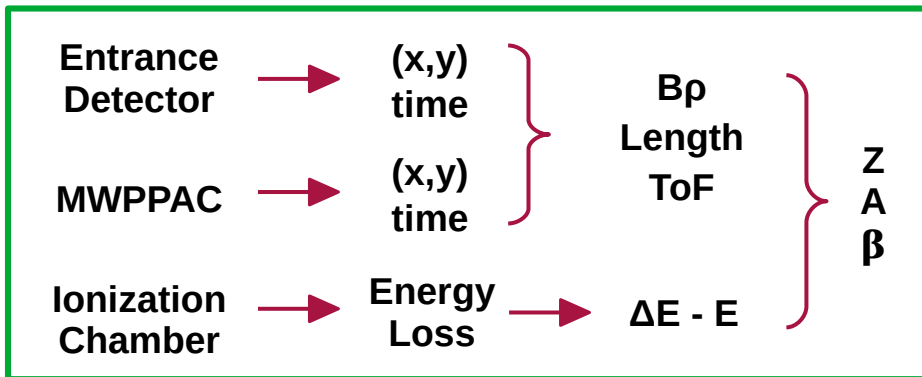 Entrance
Detector
(x,y)
time
MWPPAC
(x,y)
time
Bρ
Length
ToF
Ionization
Chamber
Energy
Loss
ΔE - E
Z
A
β